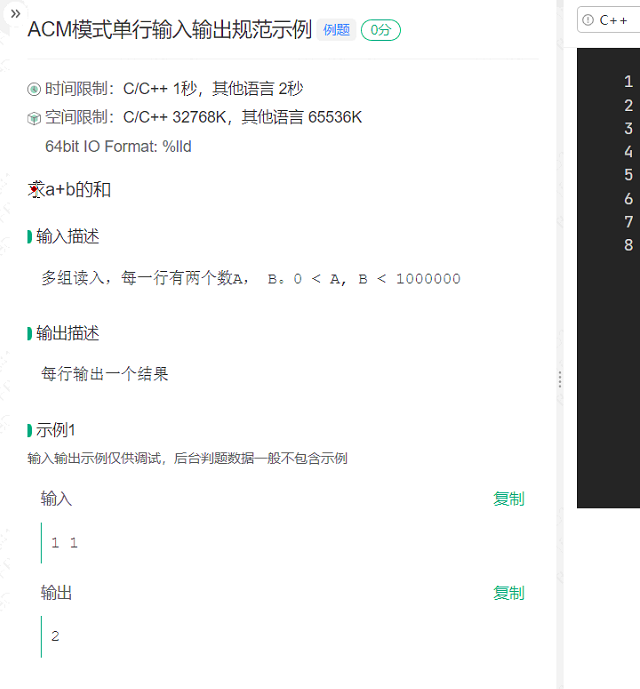 ACM模式单行输入输出规范示例 例题 0分
C++
时间限制：C/C++ 1秒，其他语言 2秒
空间限制：C/C++ 32768K，其他语言 65536K
64bit IO Format: %lld
求a+b的和
输入描述
多组读入，每一行有两个数A， B。0 < A, B < 1000000
输出描述
每行输出一个结果
示例1
输入输出示例仅供调试，后台判题数据一般不包含示例
输入 复制
1 1
输出 复制
2
1
2
3
4
5
6
7
8